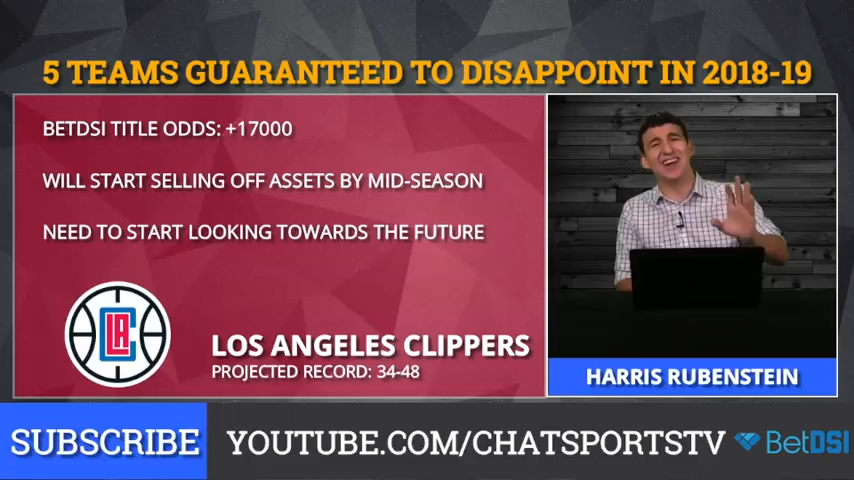 5 TEAMS GUARANTEED TO DISAPPOINT IN 2018-19
BETDSI TITLE ODDS: +17000
WILL START SELLING OFF ASSETS BY MID-SEASON
NEED TO START LOOKING TOWARDS THE FUTURE
LA
LOS ANGELES CLIPPERS
PROJECTED RECORD: 34-48
HARRIS RUBENSTEIN
SUBSCRIBE
YOUTUBE.COM/CHATSPORTSTV
BetDSI